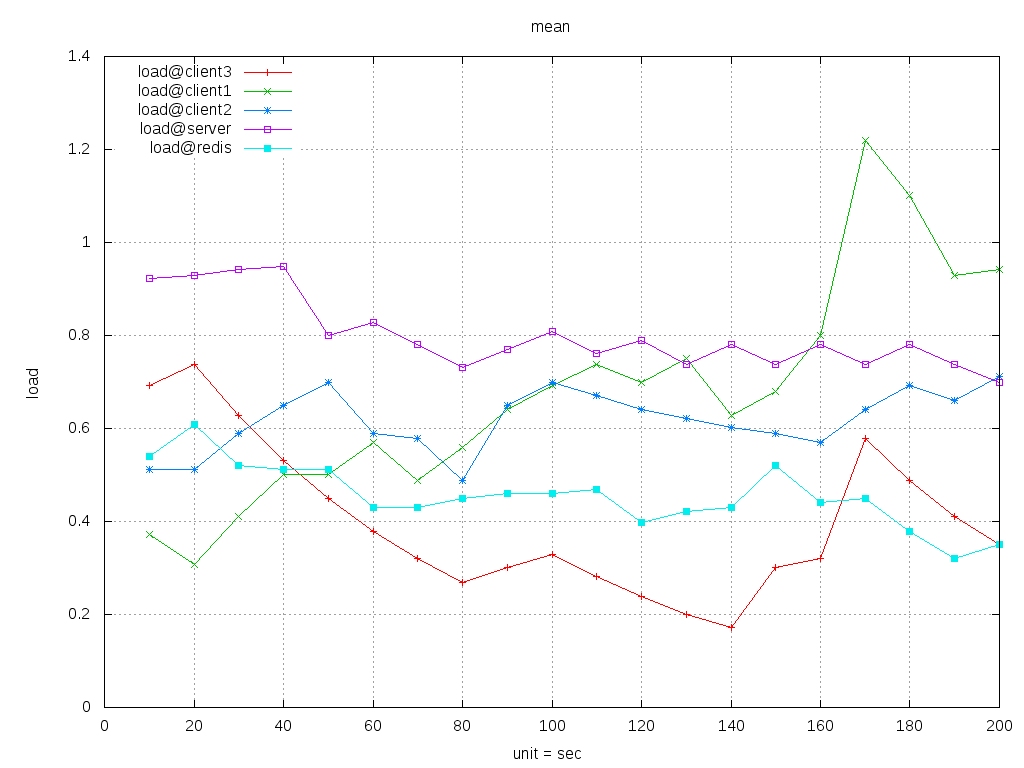 mean
1.4
1.2
1
0.8
0.6
0.4
0.2
0
load
load@client3
load@client1
load@client2
load@server
load@redis
0 20 40 60 80 100 120 140 160 180 200
unit = sec